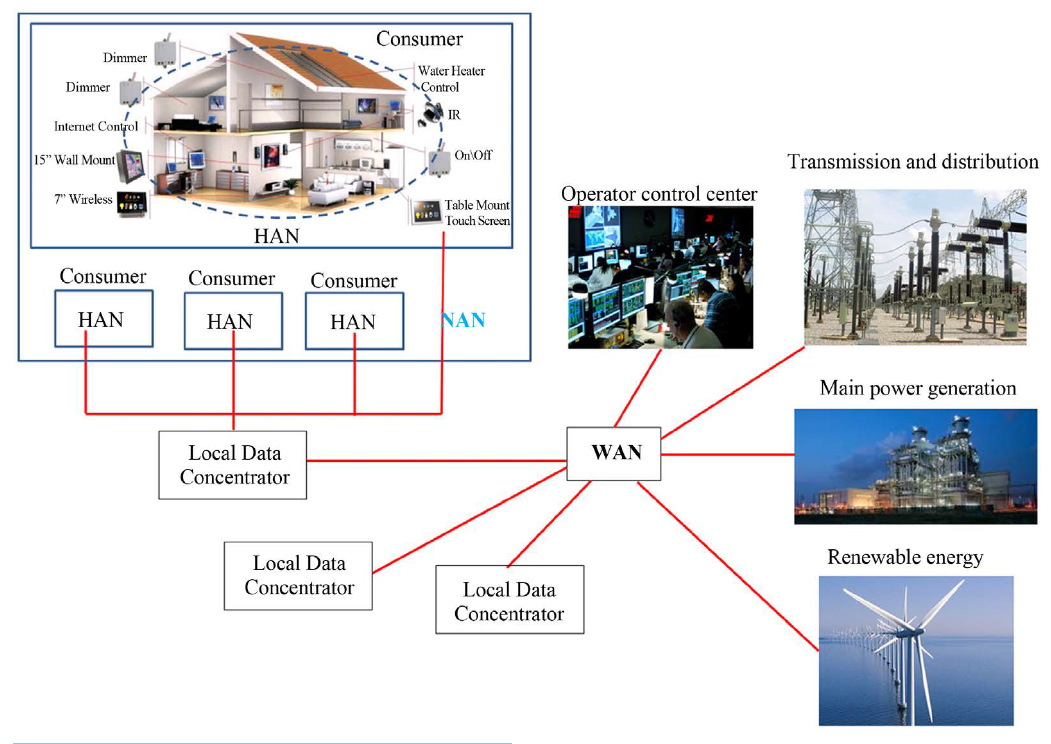 Consumer
Dimmer
Dimmer
Water Heater
Control
IR
Internet Control
15” Wall Mount
On\Off
7” Wireless
Table Mount
Touch Screen
HAN
Consumer
HAN
Consumer
HAN
Consumer
HAN
NAN
Local Data
Concentrator
Local Data
Concentrator
Local Data
Concentrator
WAN
Operator control center
Transmission and distribution
Main power generation
Renewable energy